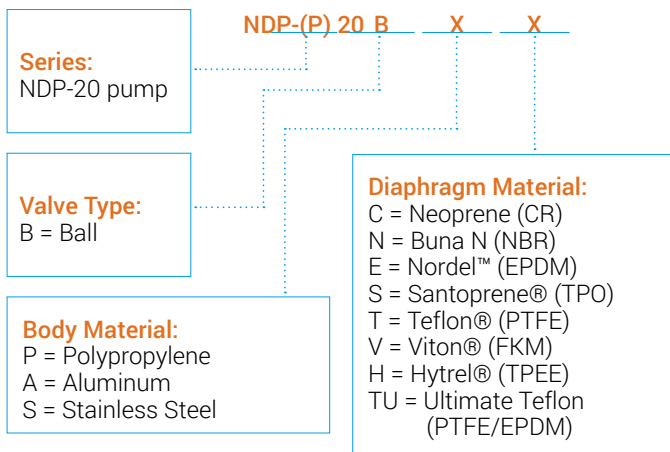 NDP-(P) 20 B X X
Series:
NDP-20 pump
Valve Type:
B = Ball
Body Material:
P = Polypropylene
A = Aluminum
S = Stainless Steel
Diaphragm Material:
C = Neoprene (CR)
N = Buna N (NBR)
E = Nordel™ (EPDM)
S = Santoprene® (TPO)
T = Teflon® (PTFE)
V = Viton® (FKM)
H = Hytrel® (TPEE)
TU = Ultimate Teflon
(PTFE/EPDM)